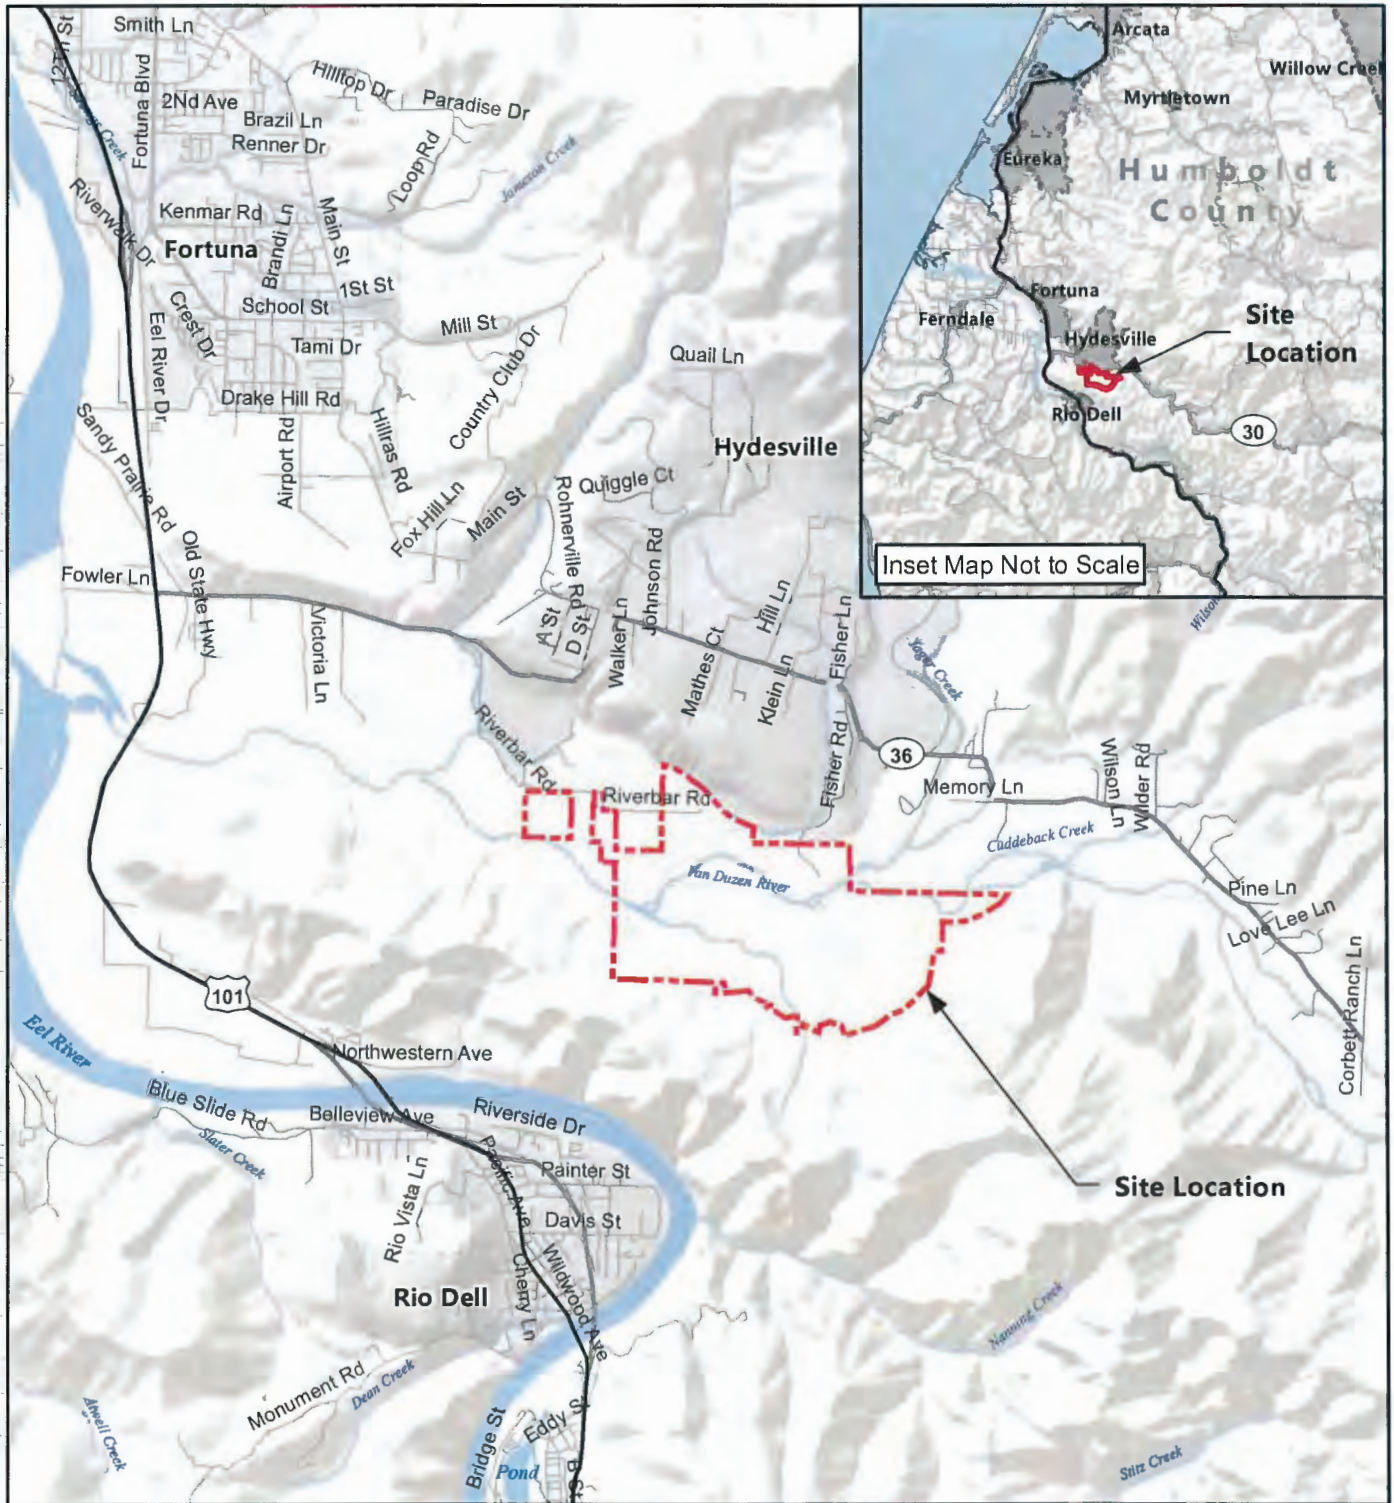 Smith Ln
12Th St
Fortuna Blvd
Hilltop Dr
Paradise Dr
2Nd Ave
Brazil Ln
Renner Dr
Loop Rd
Jameson Creek
Riverwalk Dr
Kenmar Rd
Brandi Ln
Main St
Fortuna
1St St
School St
Crest Dr
Eel River Dr
Tami Dr
Mill St
Country Club Dr
Drake Hill Rd
Airport Rd
Hillras Rd
Sandy Prairie Rd
Fox Hill Ln
Main St
Quail Ln
Hydesville
Quiggle Ct
Rohnerville Rd
Johnson Rd
Old State Hwy
Fowler Ln
Victoria Ln
A St
D St
Walker Ln
Mathes Ct
Hill Ln
Klein Ln
Fisher Ln
Fisher Rd
Yager Creek
Wilson
Riverbar Rd
Riverbar Rd
36
Memory Ln
Wilson Ln
Wilder Rd
Cuddeback Creek
Van Duzen River
Pine Ln
Love Lee Ln
Corbett Ranch Ln
101
Eel River
Northwestern Ave
Blue Slide Rd
Slater Creek
Belleview Ave
Riverside Dr
Rio Vista Ln
Pacific Ave
Painter St
Davis St
Site Location
Rio Dell
Cherry Ln
Wildwood Ave
Monument Rd
Dean Creek
Nanning Creek
Atwell Creek
Bridge St
Eddy St
Pond
B St
Stitz Creek
Arcata
Willow Creek
Myrtletown
Eureka
Humboldt
County
Fortuna
Ferndale
Hydesville
Site
Location
Rio Dell
30
Inset Map Not to Scale